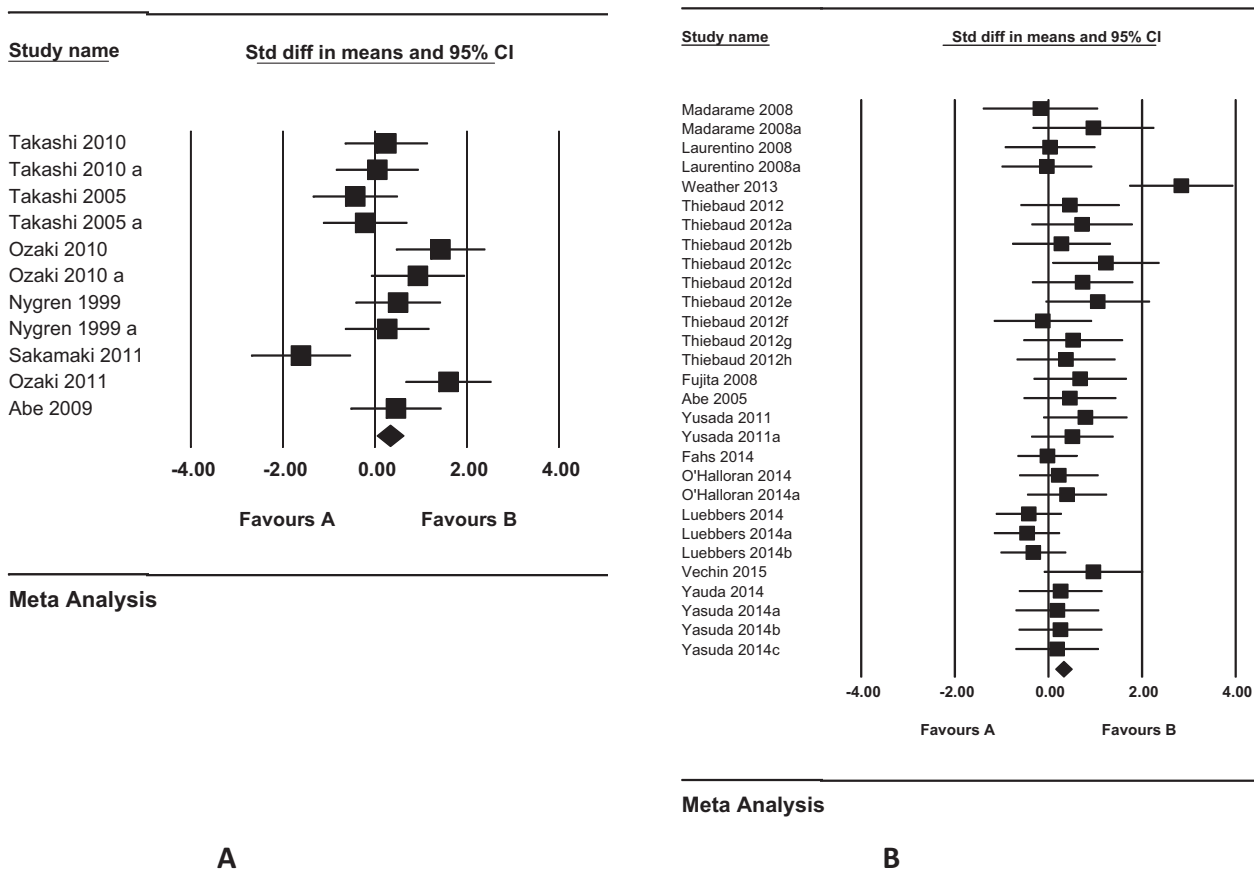 Study name
Std diff in means and 95% CI
Takashi 2010
Takashi 2010 a
Takashi 2005
Takashi 2005 a
Ozaki 2010
Ozaki 2010 a
Nygren 1999
Nygren 1999 a
Sakamaki 2011
Ozaki 2011
Abe 2009
-4.00 -2.00 0.00 2.00 4.00
Favours A Favours B
Meta Analysis
A
Study name
Std diff in means and 95% CI
Madarame 2008
Madarame 2008a
Laurentino 2008
Laurentino 2008a
Weather 2013
Thiebaud 2012
Thiebaud 2012a
Thiebaud 2012b
Thiebaud 2012c
Thiebaud 2012d
Thiebaud 2012e
Thiebaud 2012f
Thiebaud 2012g
Thiebaud 2012h
Fujita 2008
Abe 2005
Yusada 2011
Yusada 2011a
Fahs 2014
O'Halloran 2014
O'Halloran 2014a
Luebbers 2014
Luebbers 2014a
Luebbers 2014b
Vechin 2015
Yauda 2014
Yasuda 2014a
Yasuda 2014b
Yasuda 2014c
-4.00 -2.00 0.00 2.00 4.00
Favours A Favours B
Meta Analysis
B